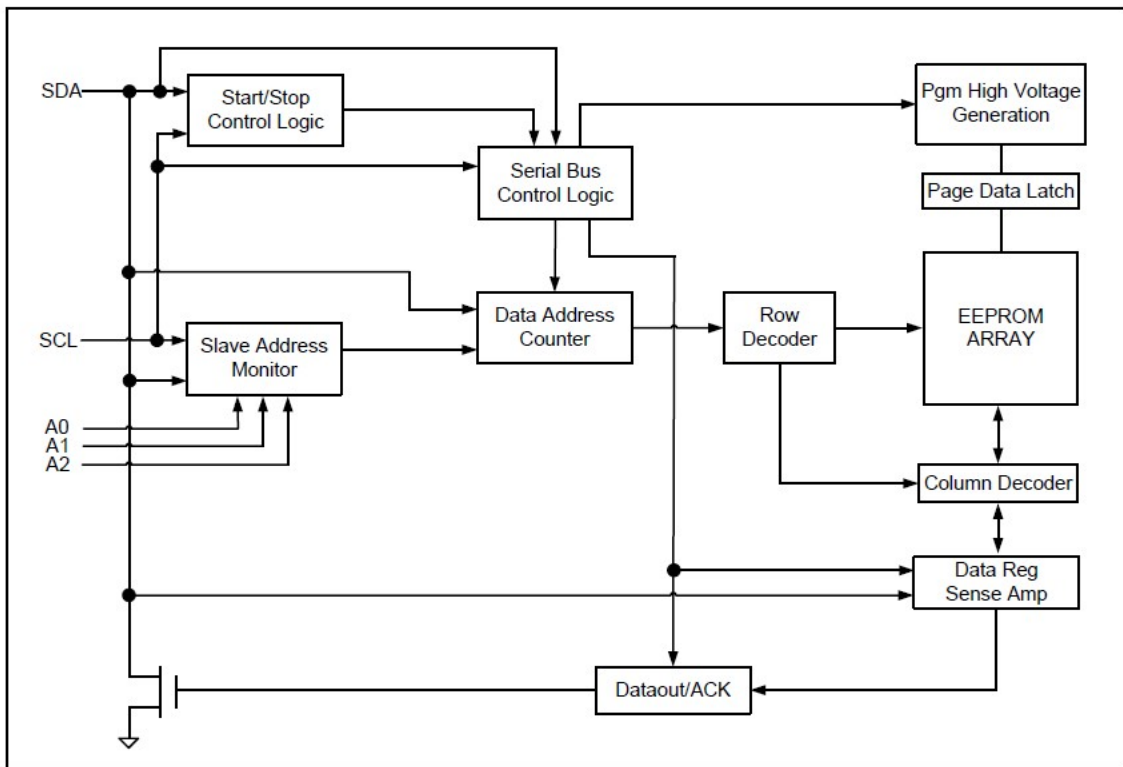 SDA
Start/Stop
Control Logic
Pgm High Voltage
Generation
Serial Bus
Control Logic
Page Data Latch
SCL
Slave Address
Monitor
Data Address
Counter
Row
Decoder
EEPROM
ARRAY
A0
A1
A2
Column Decoder
Data Reg
Sense Amp
Dataout/ACK